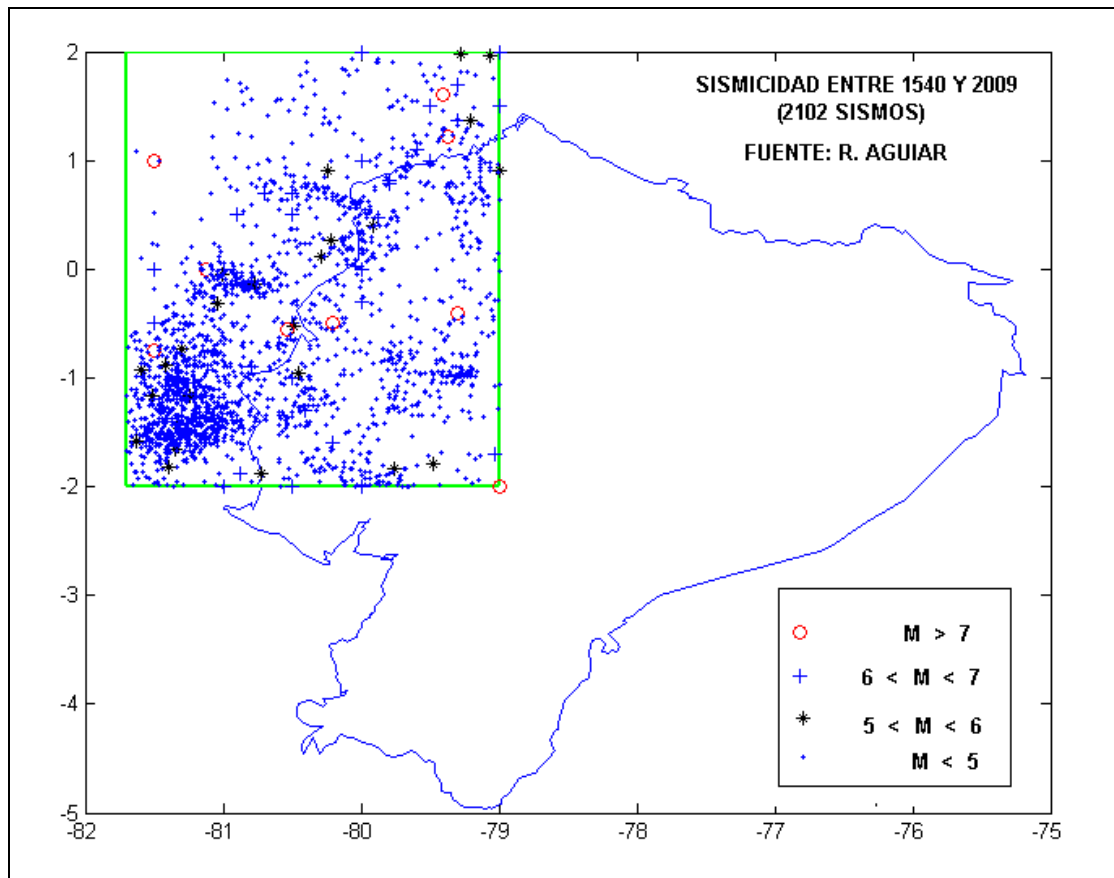 SISMICIDAD ENTRE 1540 Y 2009
(2102 SISMOS)
FUENTE: R. AGUIAR
2
1
0
-1
-2
-3
-4
-5
M > 7
6 < M < 7
5 < M < 6
M < 5
-82
-81
-80
-79
-78
-77
-76
-75